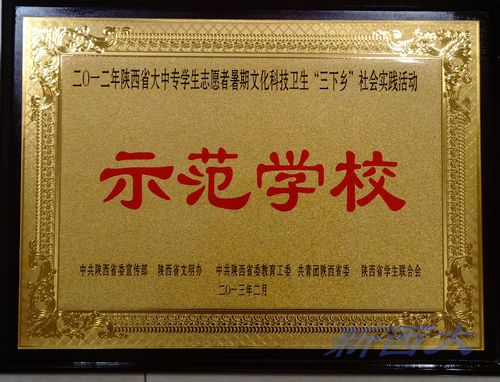 二〇一二年陕西省大中专学生志愿者暑期文化科技卫生“三下乡”社会实践活动
示范学校
中共陕西省委宣传部 陕西省文明办 中共陕西省委教育工委 共青团陕西省委 陕西省学生联合会
二〇一三年二月
新西大